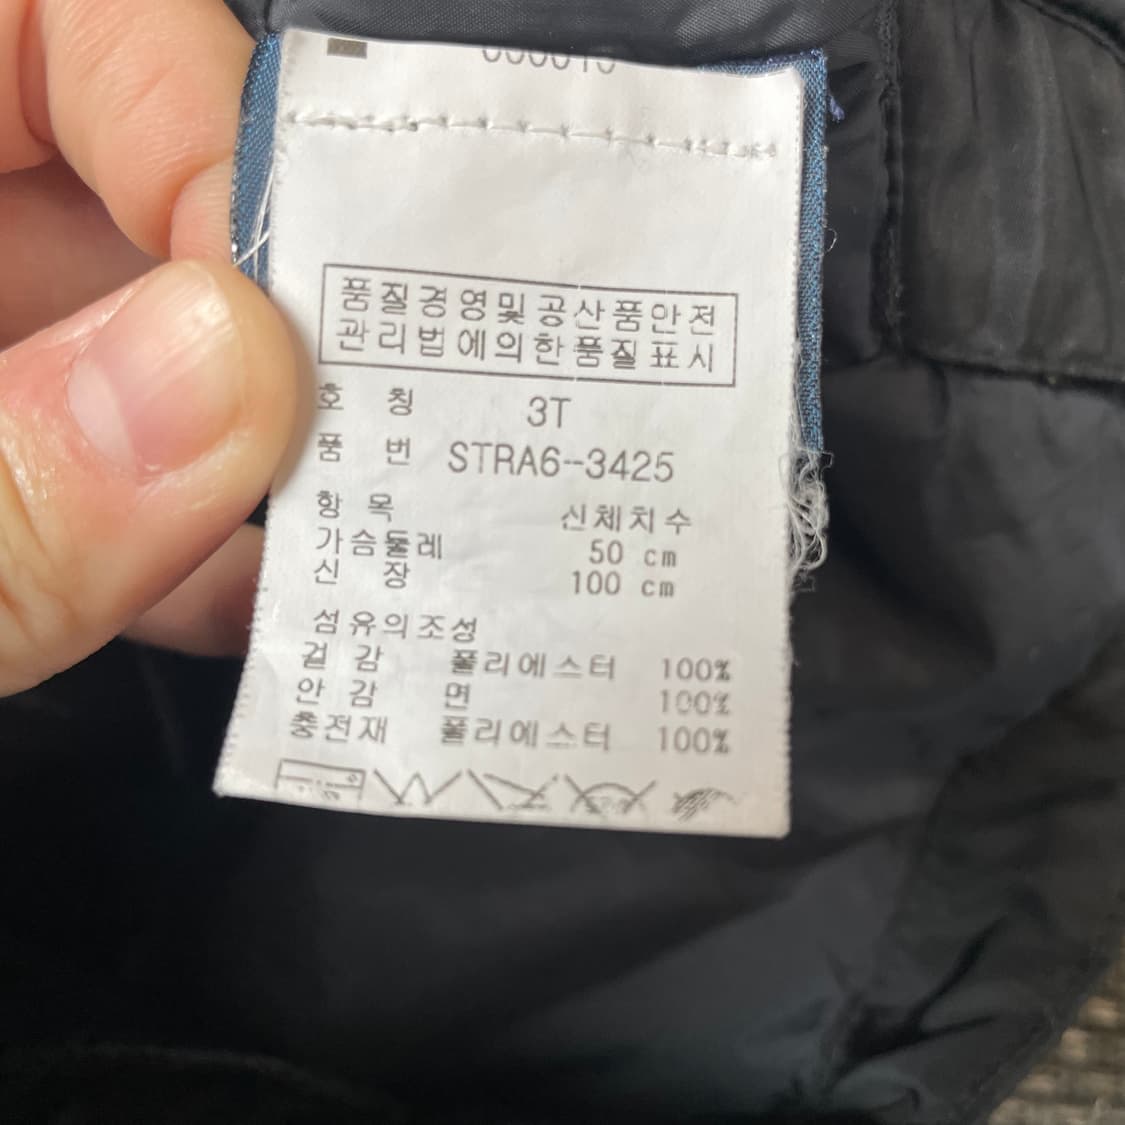 품질경영및공산품안전
관리법에의한품질표시
호 칭 3T
품 번 STRA6--3425
항 목 신체치수
가슴둘레 50 cm
신 장 100 cm
섬유의조성
겉 감 폴리에스터 100%
안 감 면 100%
충전재 폴리에스터 100%